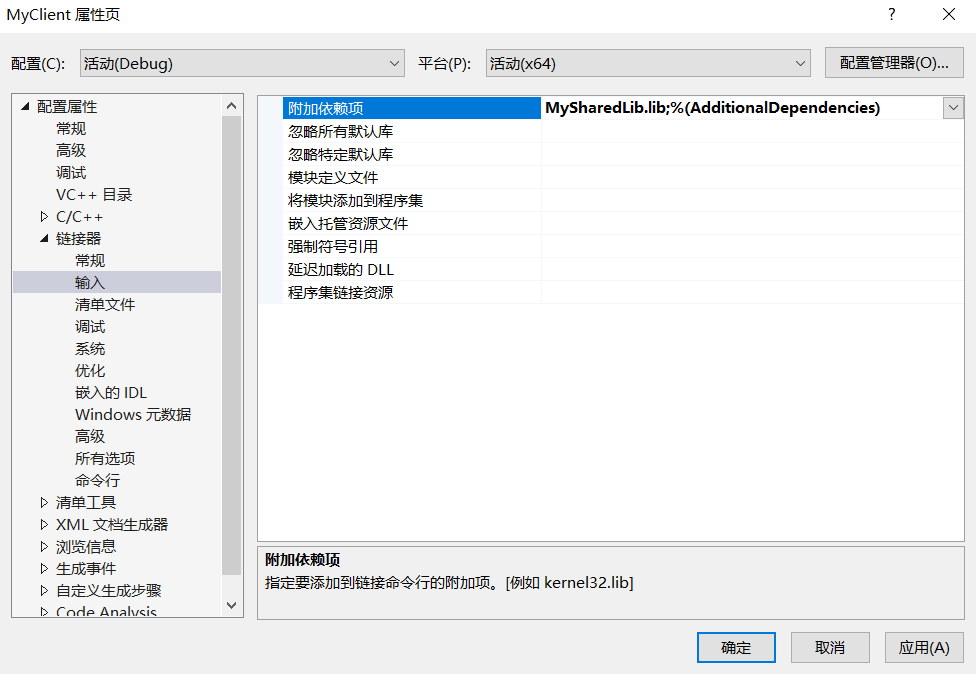 MyClient 属性页
配置(C): 活动(Debug) 平台(P): 活动(x64) 配置管理器(O)...
配置属性
常规
高级
调试
VC++ 目录
C/C++
链接器
常规
输入
清单文件
调试
系统
优化
嵌入的 IDL
Windows 元数据
高级
所有选项
命令行
清单工具
XML 文档生成器
浏览信息
生成事件
自定义生成步骤
Code Analysis
附加依赖项 MySharedLib.lib;%(AdditionalDependencies)
忽略所有默认库
忽略特定默认库
模块定义文件
将模块添加到程序集
嵌入托管资源文件
强制符号引用
延迟加载的 DLL
程序集链接资源
附加依赖项
指定要添加到链接命令行的附加项。[例如 kernel32.lib]
确定 取消 应用(A)